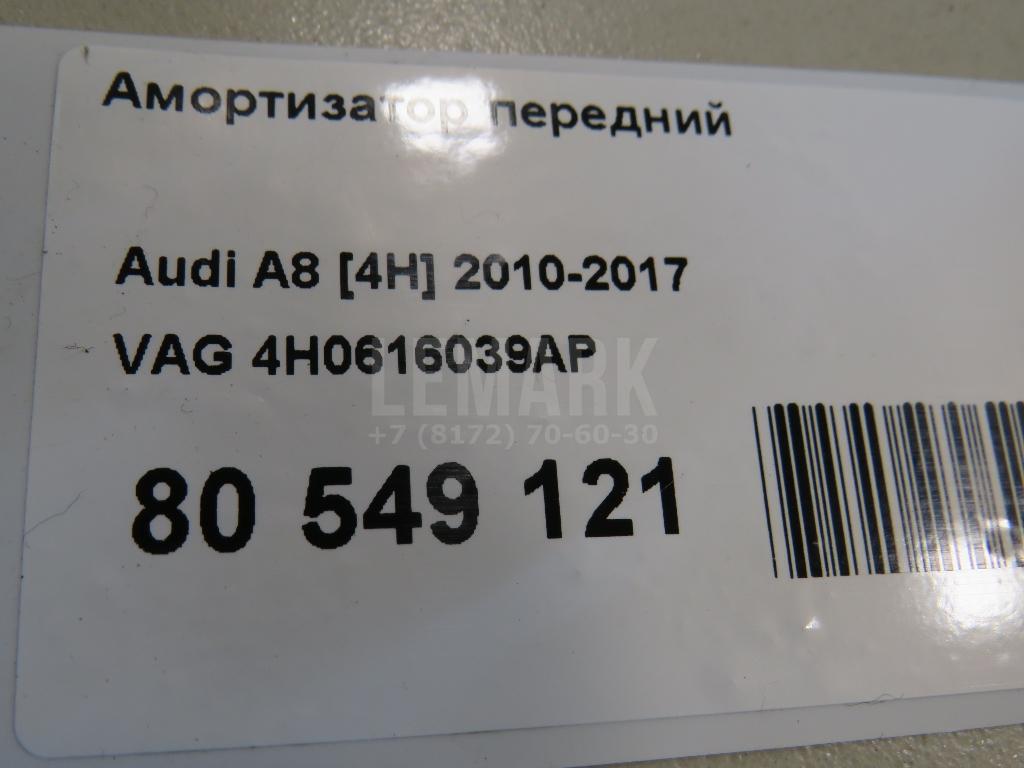 Амортизатор передний
Audi A8 [4H] 2010-2017
VAG 4H0616039AP
LEMARK
+7 (8172) 70-60-30
80 549 121